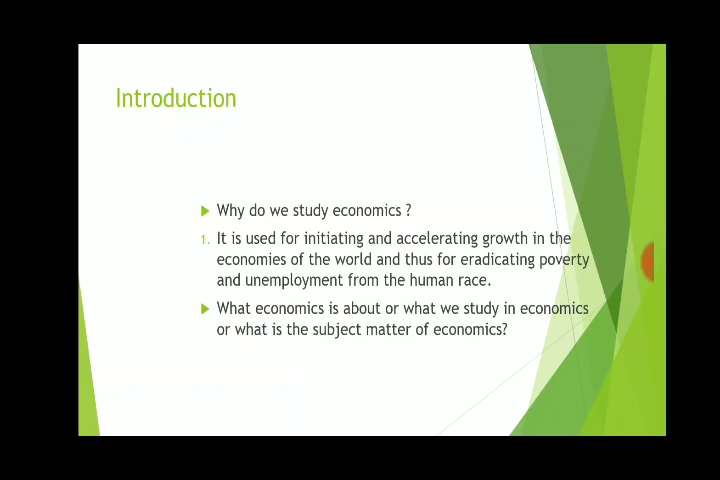 Introduction
Why do we study economics ?
1. It is used for initiating and accelerating growth in the
economies of the world and thus for eradicating poverty
and unemployment from the human race.
What economics is about or what we study in economics
or what is the subject matter of economics?